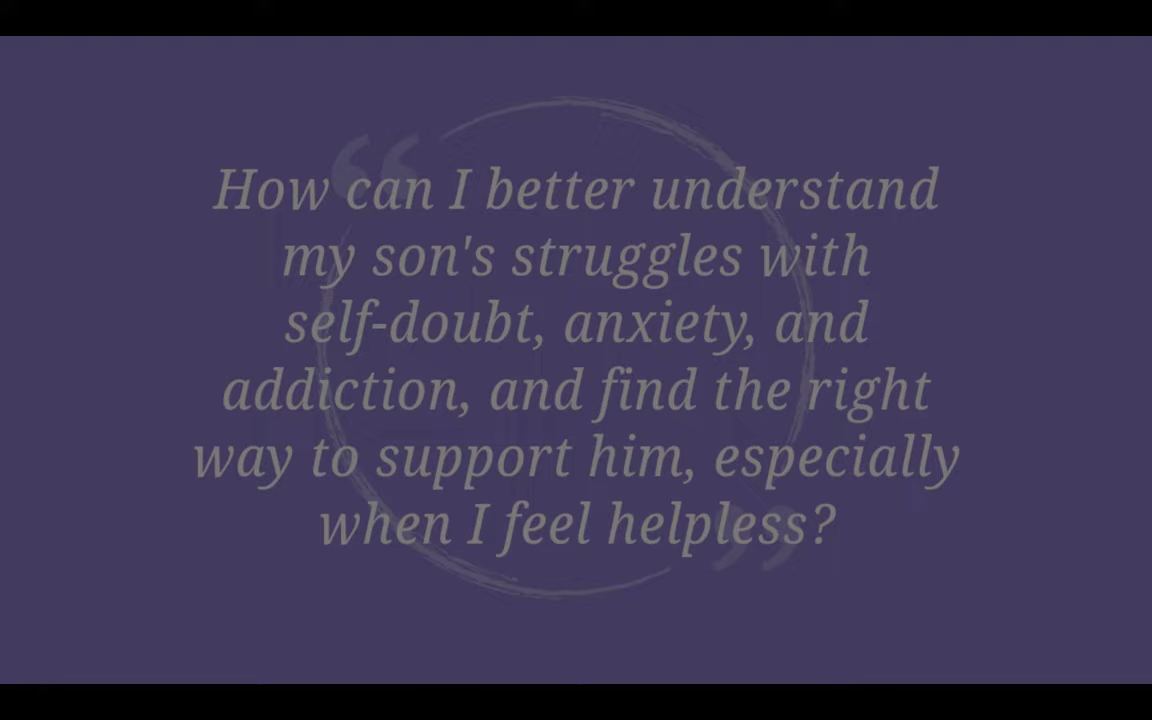 How can I better understand
my son's struggles with
self-doubt, anxiety, and
addiction, and find the right
way to support him, especially
when I feel helpless?